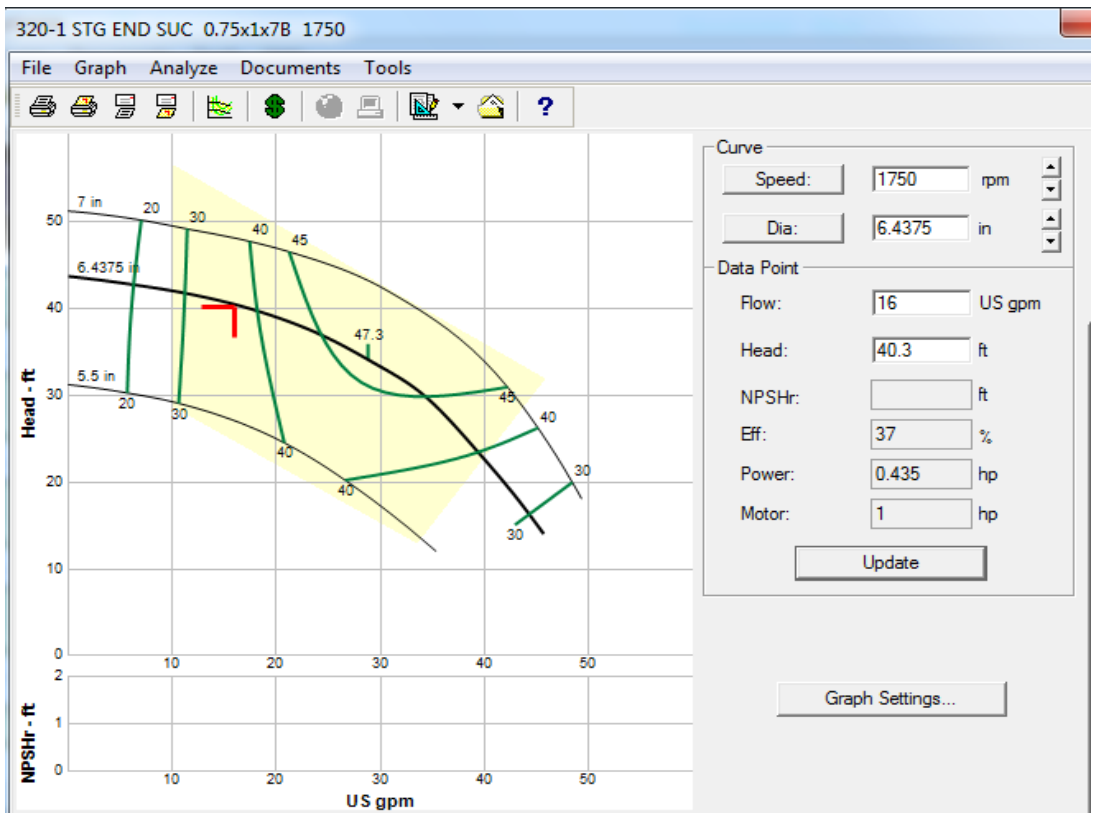 320-1 STG END SUC 0.75x1x7B 1750
File Graph Analyze Documents Tools
$ ?
7 in
20
30
40
45
50
6.4375 in
40
47.3
5.5 in
30
20
30
45
40
40
30
20
40
30
10
0
10 20 30 40 50
Head - ft
2
1
0
10 20 30 40 50
NPSHr - ft
US gpm
Curve
Speed: 1750 rpm
Dia: 6.4375 in
Data Point
Flow: 16 US gpm
Head: 40.3 ft
NPSHr: ft
Eff: 37 %
Power: 0.435 hp
Motor: 1 hp
Update
Graph Settings...